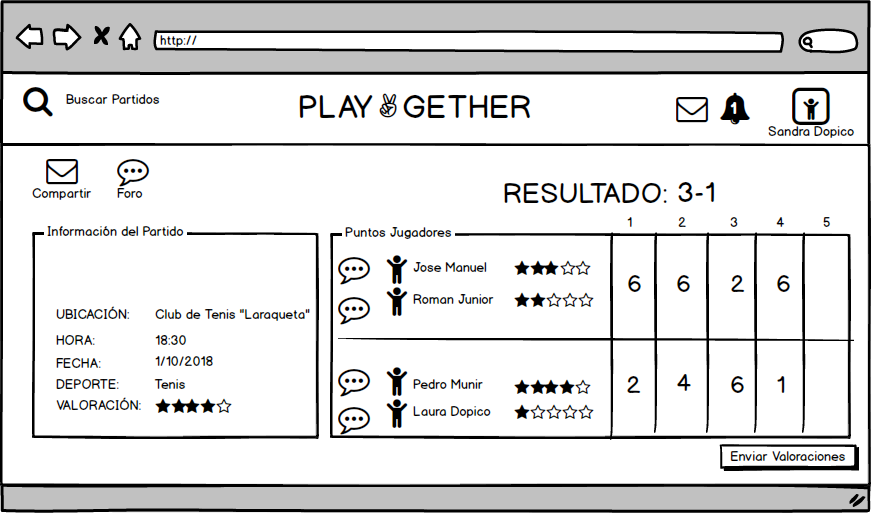 http://
Buscar Partidos
PLAY GETHER
1
Sandra Dopico
Compartir
Foro
RESULTADO: 3-1
1 2 3 4 5
Información del Partido
UBICACIÓN: Club de Tenis "Laraqueta"
HORA: 18:30
FECHA: 1/10/2018
DEPORTE: Tenis
VALORACIÓN:
Puntos Jugadores
Jose Manuel
Roman Junior
6 6 2 6
Pedro Munir
Laura Dopico
2 4 6 1
Enviar Valoraciones